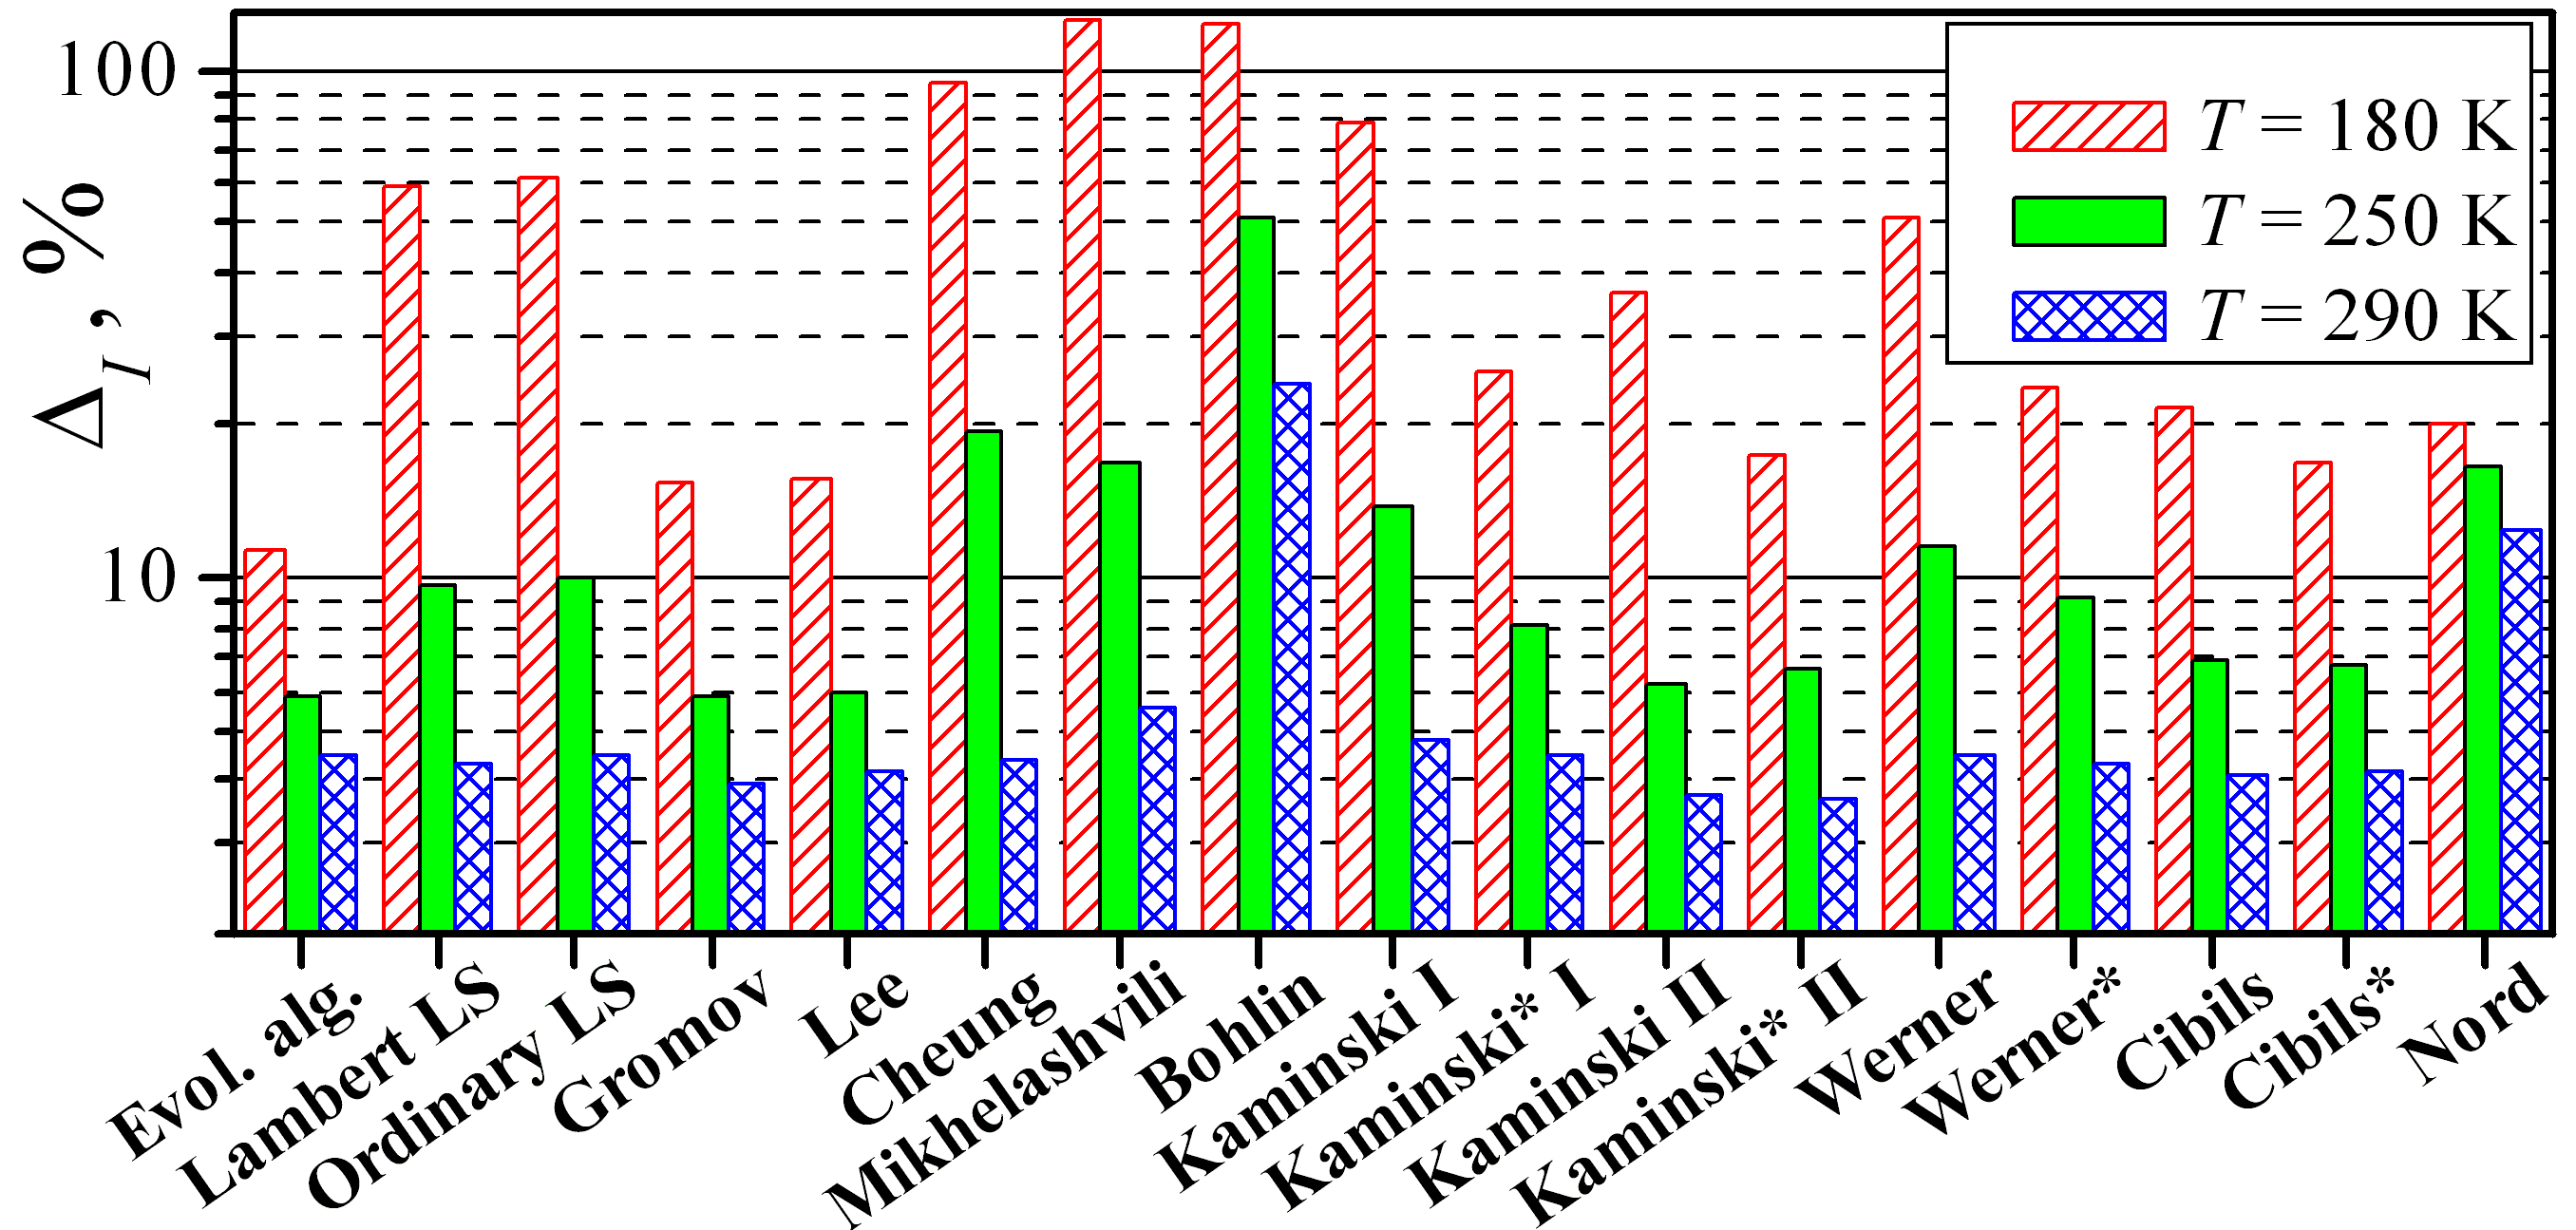 Δ_I, %
100
10
T = 180 K
T = 250 K
T = 290 K
Evol. alg.
Lambert LS
Ordinary LS
Gromov
Lee
Cheung
Mikhelashvili
Bohlin
Kaminski I
Kaminski* I
Kaminski II
Kaminski* II
Werner
Werner*
Cibils
Cibils*
Nord